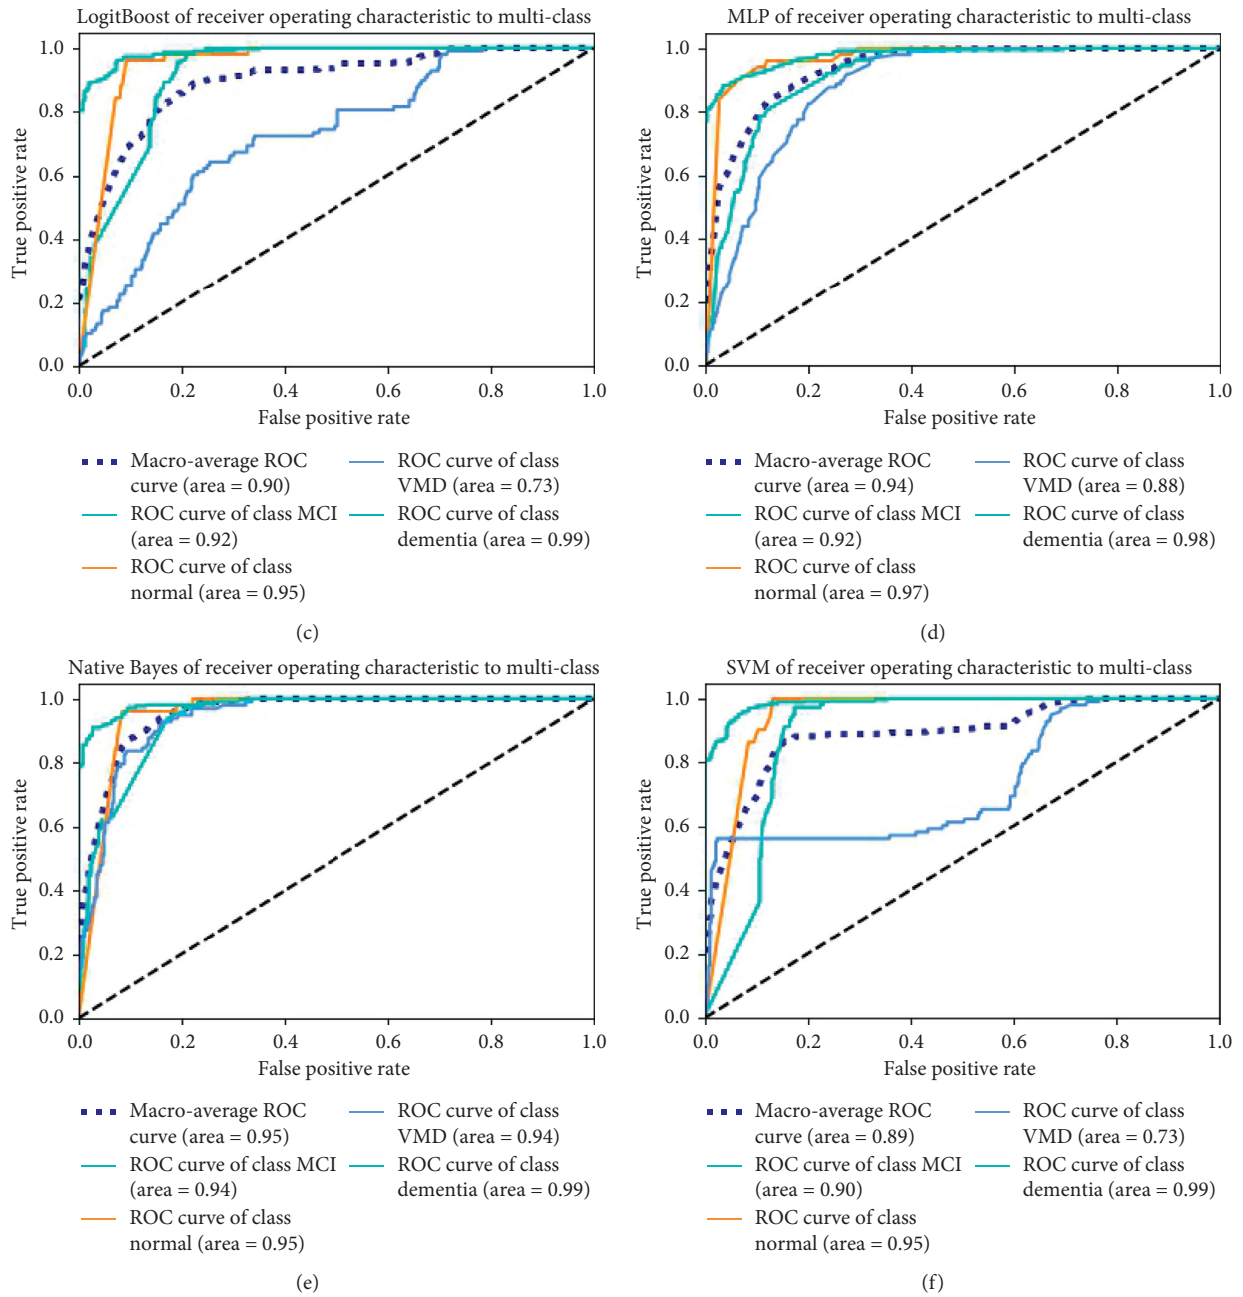 LogitBoost of receiver operating characteristic to multi-class
1.0
0.8
0.6
0.4
0.2
0.0
True positive rate
0.0 0.2 0.4 0.6 0.8 1.0
False positive rate
Macro-average ROC
curve (area = 0.90)
ROC curve of class MCI
(area = 0.92)
ROC curve of class
normal (area = 0.95)
ROC curve of class
VMD (area = 0.73)
ROC curve of class
dementia (area = 0.99)
(c)
MLP of receiver operating characteristic to multi-class
1.0
0.8
0.6
0.4
0.2
0.0
True positive rate
0.0 0.2 0.4 0.6 0.8 1.0
False positive rate
Macro-average ROC
curve (area = 0.94)
ROC curve of class MCI
(area = 0.92)
ROC curve of class
normal (area = 0.97)
ROC curve of class
VMD (area = 0.88)
ROC curve of class
dementia (area = 0.98)
(d)
Native Bayes of receiver operating characteristic to multi-class
1.0
0.8
0.6
0.4
0.2
0.0
True positive rate
0.0 0.2 0.4 0.6 0.8 1.0
False positive rate
Macro-average ROC
curve (area = 0.95)
ROC curve of class MCI
(area = 0.94)
ROC curve of class
normal (area = 0.95)
ROC curve of class
VMD (area = 0.94)
ROC curve of class
dementia (area = 0.99)
(e)
SVM of receiver operating characteristic to multi-class
1.0
0.8
0.6
0.4
0.2
0.0
True positive rate
0.0 0.2 0.4 0.6 0.8 1.0
False positive rate
Macro-average ROC
curve (area = 0.89)
ROC curve of class MCI
(area = 0.90)
ROC curve of class
normal (area = 0.95)
ROC curve of class
VMD (area = 0.73)
ROC curve of class
dementia (area = 0.99)
(f)